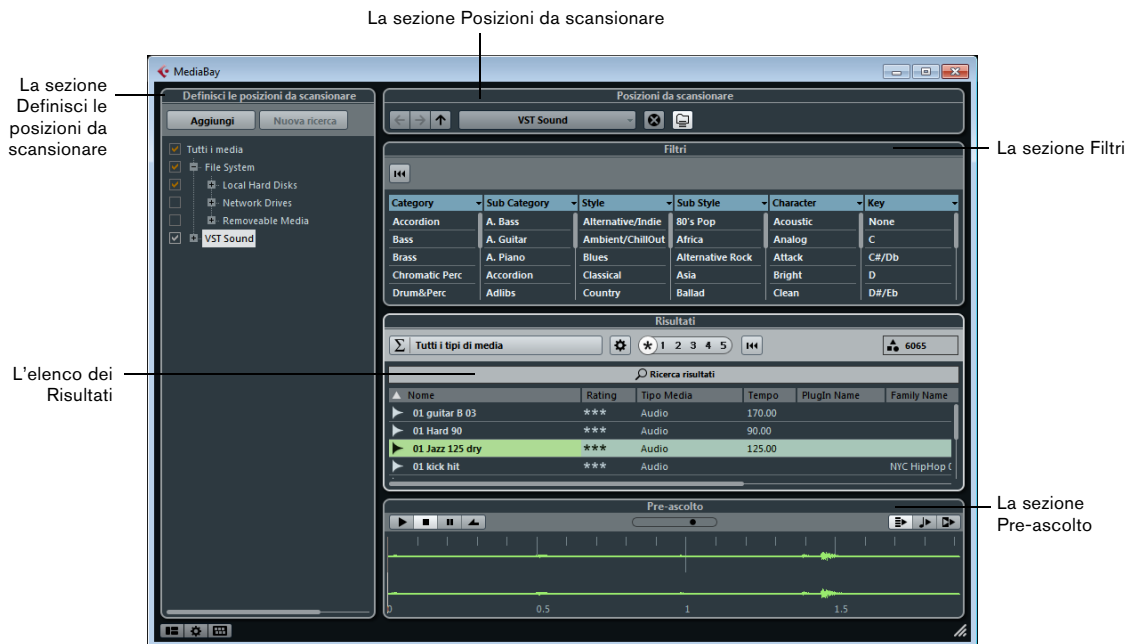 La sezione Posizioni da scansionare
La sezione
Definisci le
posizioni da
scansionare
MediaBay
Definisci le posizioni da scansionare
Aggiungi Nuova ricerca
Tutti i media
File System
Local Hard Disks
Network Drives
Removeable Media
VST Sound
Posizioni da scansionare
VST Sound
Filtri
La sezione Filtri
Category Sub Category Style Sub Style Character Key
Accordion A. Bass Alternative/Indie 80's Pop Acoustic None
Bass A. Guitar Ambient/ChillOut Africa Analog C
Brass A. Piano Blues Alternative Rock Attack C#/Db
Chromatic Perc Accordion Classical Asia Bright D
Drum&Perc Adlibs Country Ballad Clean D#/Eb
Risultati
Tutti i tipi di media * 1 2 3 4 5 6065
L'elenco dei
Risultati
Ricerca risultati
Nome Rating Tipo Media Tempo PlugIn Name Family Name
01 guitar B 03 *** Audio 170.00
01 Hard 90 *** Audio 90.00
01 Jazz 125 dry *** Audio 125.00
01 kick hit *** Audio NYC HipHop
Pre-ascolto
La sezione
Pre-ascolto
0 0.5 1 1.5